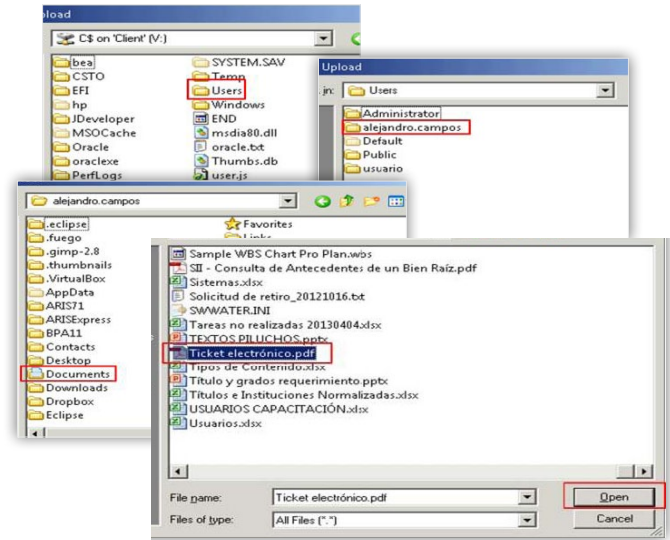 pload
C$ on 'Client' (V:)
bea
CSTO
EFI
hp
JDeveloper
MSOCache
Oracle
oraclexe
PerfLogs
SYSTEM.SAV
Temp
Users
Windows
END
msdia80.dll
oracle.txt
Thumbs.db
user.js
Upload
in:
Users
Administrator
alejandro.campos
Default
Public
usuario
alejandro.campos
.eclipse
.fuego
.gimp-2.8
.thumbnails
.VirtualBox
AppData
ARIS71
ARISExpress
BPA11
Contacts
Desktop
Documents
Downloads
Dropbox
Eclipse
Favorites
Links
Sample WBS Chart Pro Plan.wbs
SII - Consulta de Antecedentes de un Bien Raíz.pdf
Sistemas.xlsx
Solicitud de retiro_20121016.txt
SWWATER.INI
Tareas no realizadas 20130404.xlsx
TEXTOS PILUCHOS.pptx
Ticket electrónico.pdf
Tipos de Contenido.xlsx
Título y grados requerimiento.pptx
Títulos e Instituciones Normalizadas.xlsx
USUARIOS CAPACITACIÓN.xlsx
Usuarios.xlsx
File name:
Ticket electrónico.pdf
Open
Files of type:
All Files (*.*)
Cancel